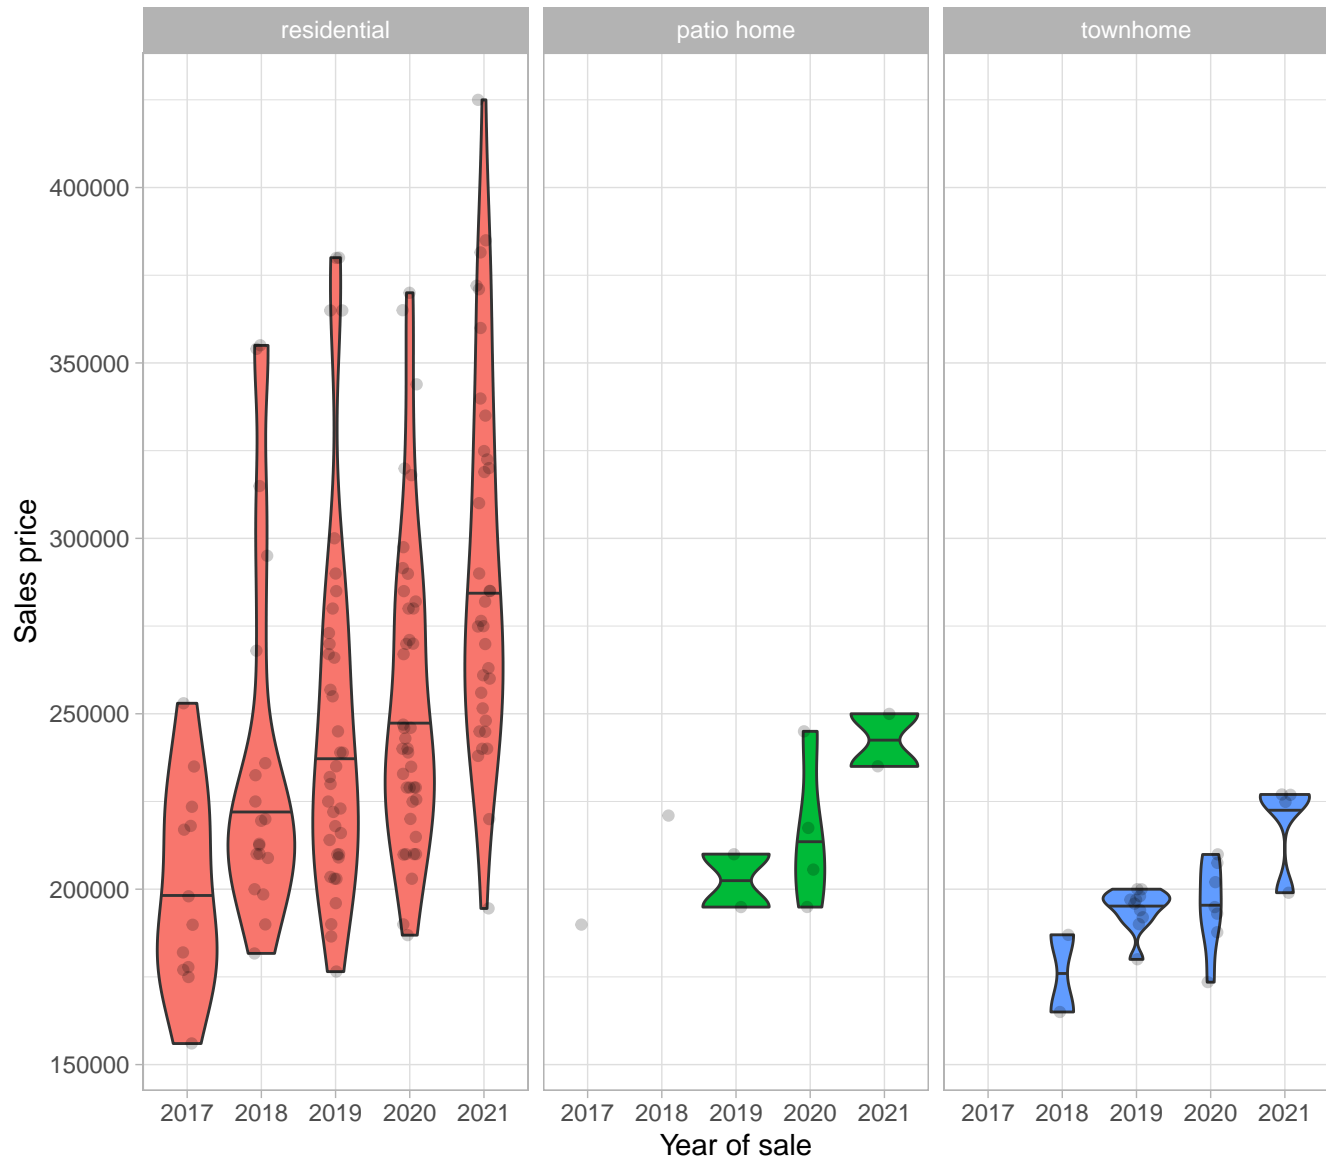 residential patio home townhome
400000
350000
300000
250000
200000
150000
Sales price
2017 2018 2019 2020 2021 2017 2018 2019 2020 2021 2017 2018 2019 2020 2021
Year of sale